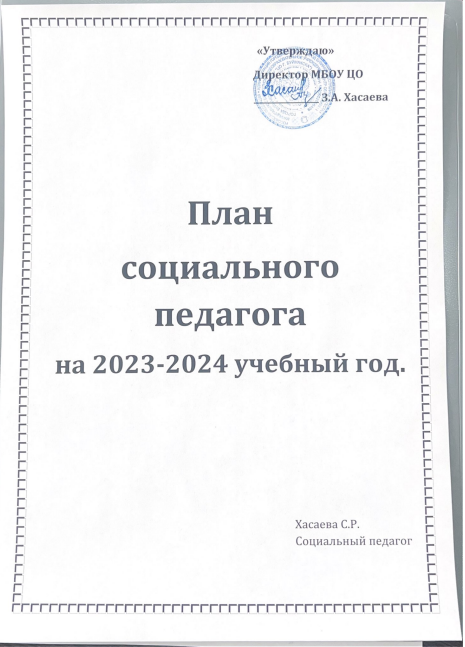 «Утверждаю»
Директор МБОУ ЦО
З.А. Хасаева
План
социального
педагога
на 2023-2024 учебный год.
Хасаева С.Р.
Социальный педагог